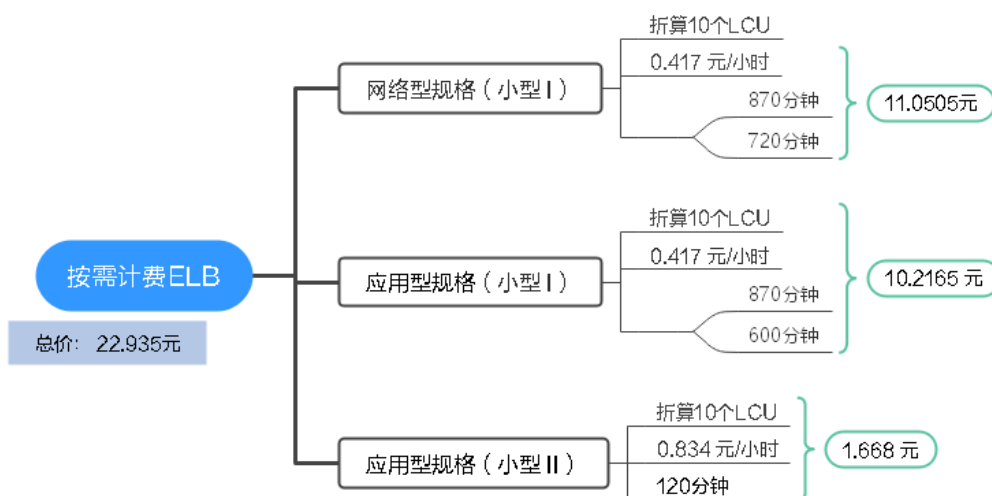 按需计费ELB
总价： 22.935元
网络型规格（小型Ⅰ）
折算10个LCU
0.417 元/小时
870分钟
720分钟
11.0505元
应用型规格（小型Ⅰ）
折算10个LCU
0.417 元/小时
870分钟
600分钟
10.2165 元
应用型规格（小型Ⅱ）
折算10个LCU
0.834 元/小时
120分钟
1.668 元